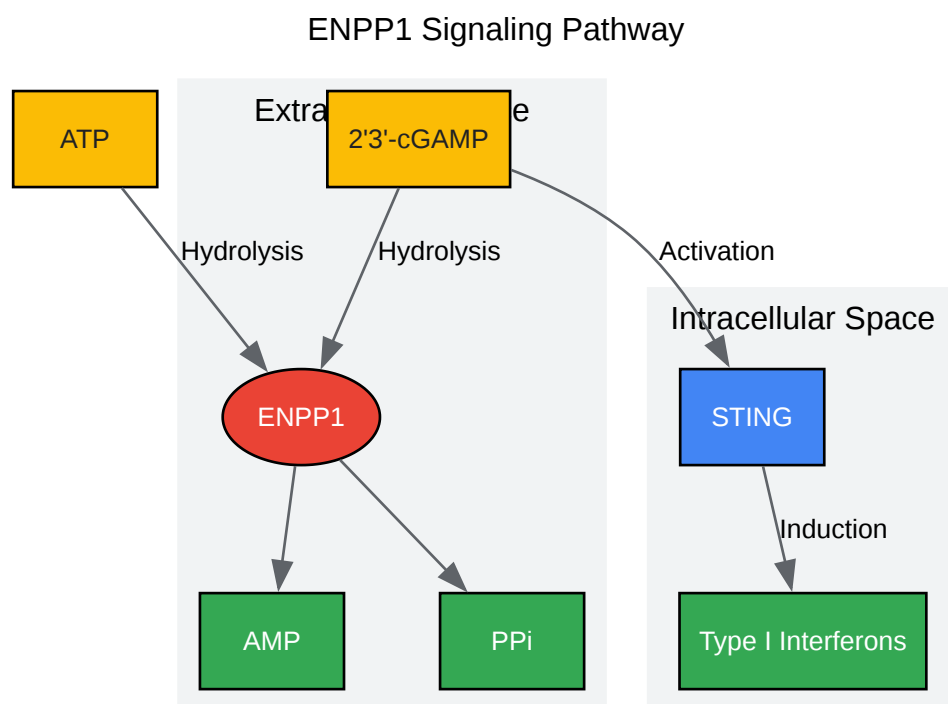 ENPP1 Signaling Pathway
Extra e
ATP
2'3'-cGAMP
Hydrolysis
Hydrolysis
Activation
Intracellular Space
ENPP1
STING
Induction
AMP
PPi
Type I Interferons